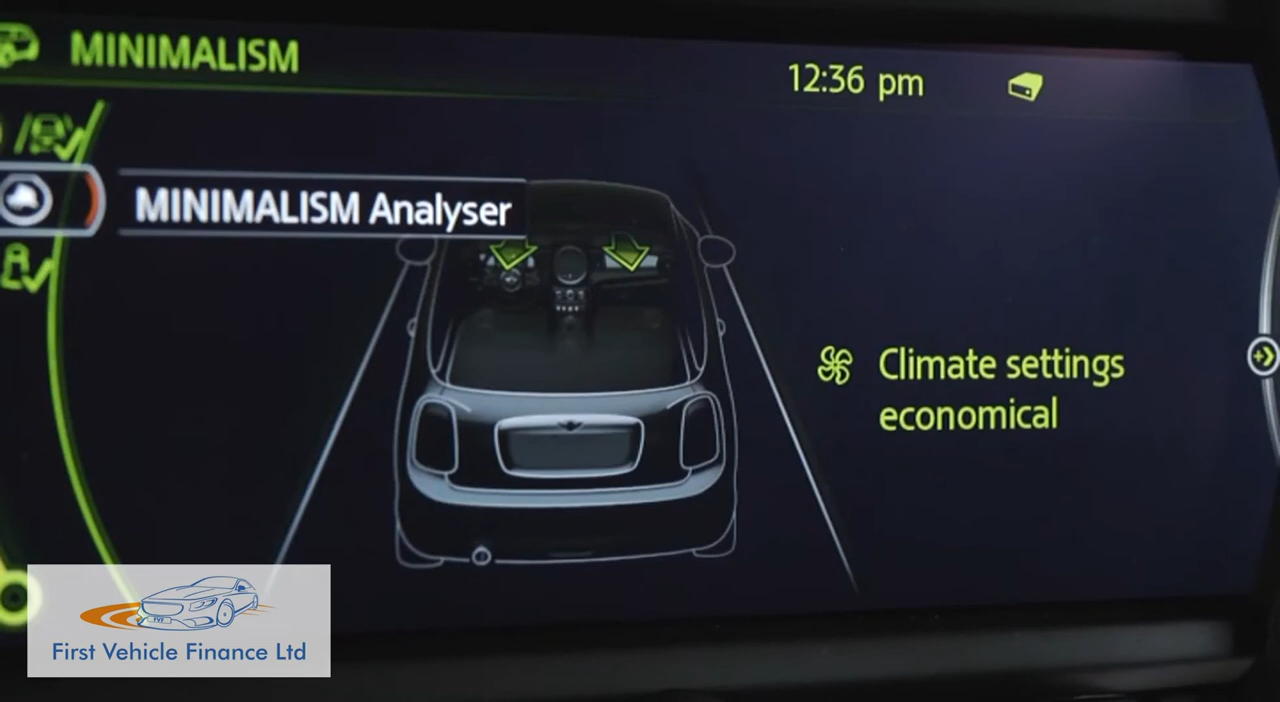 MINIMALISM
12:36 pm
MINIMALISM Analyser
Climate settings
economical
First Vehicle Finance Ltd